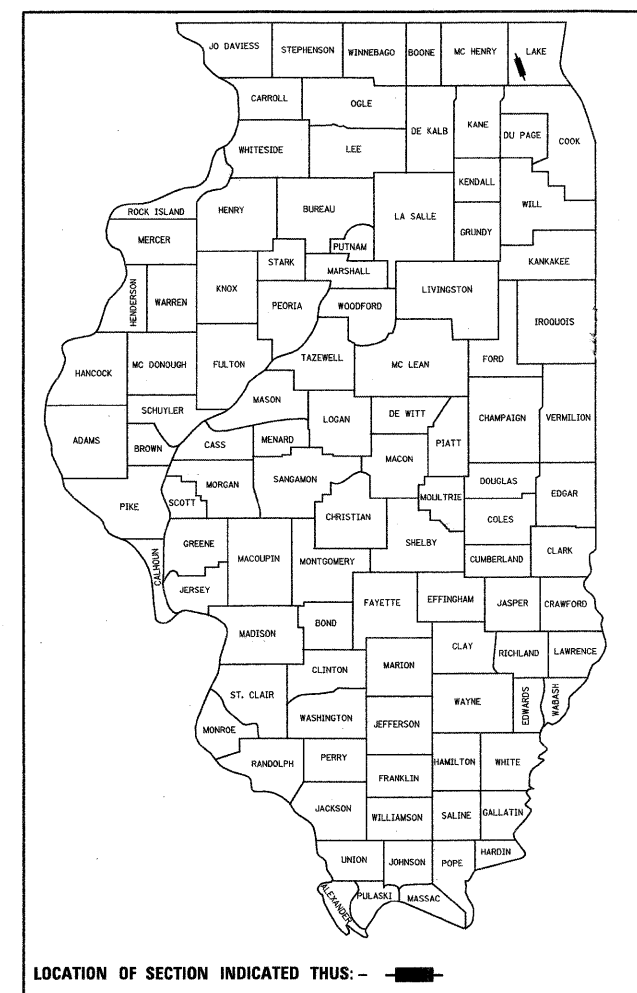 JO DAVIESS STEPHENSON WINNEBAGO BOONE MC HENRY LAKE
CARROLL OGLE DE KALB KANE DU PAGE COOK
WHITESIDE LEE KENDALL WILL
ROCK ISLAND HENRY BUREAU LA SALLE GRUNDY
MERCER PUTNAM KANKAKEE
STARK MARSHALL LIVINGSTON
HENDERSON WARREN KNOX PEORIA WOODFORD IROQUOIS
HANCOCK MC DONOUGH FULTON TAZEWELL MC LEAN FORD
SCHUYLER MASON LOGAN DE WITT CHAMPAIGN VERMILION
ADAMS BROWN CASS MENARD MACON PIATT
PIKE SCOTT MORGAN SANGAMON MOULTRIE DOUGLAS EDGAR
CHRISTIAN COLES
GREENE MACOUPIN MONTGOMERY SHELBY CUMBERLAND CLARK
CALHOUN JERSEY FAYETTE EFFINGHAM JASPER CRAWFORD
MADISON BOND CLAY RICHLAND LAWRENCE
CLINTON MARION
ST. CLAIR WASHINGTON JEFFERSON WAYNE EDWARDS WABASH
MONROE
RANDOLPH PERRY FRANKLIN HAMILTON WHITE
JACKSON WILLIAMSON SALINE GALLATIN
UNION JOHNSON POPE HARDIN
ALEXANDER PULASKI MASSAC
LOCATION OF SECTION INDICATED THUS: -